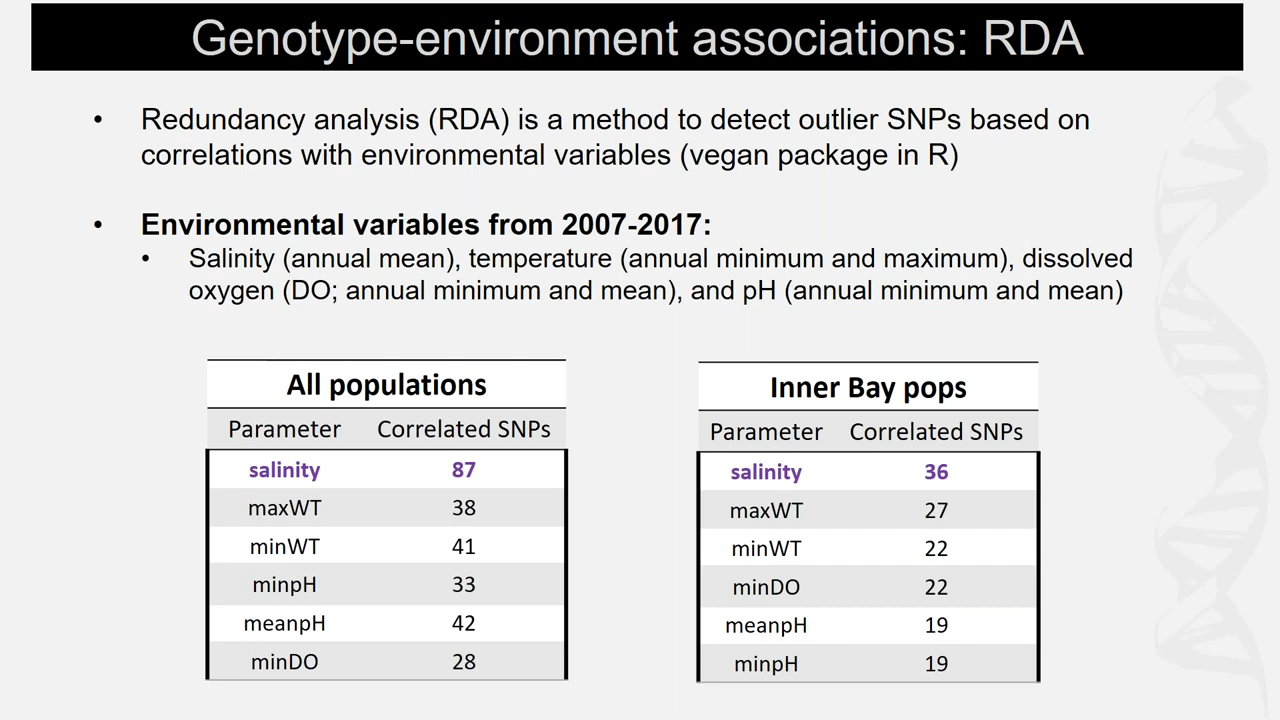 Genotype-environment associations: RDA
• Redundancy analysis (RDA) is a method to detect outlier SNPs based on
correlations with environmental variables (vegan package in R)
• Environmental variables from 2007-2017:
• Salinity (annual mean), temperature (annual minimum and maximum), dissolved
oxygen (DO; annual minimum and mean), and pH (annual minimum and mean)
All populations
Parameter Correlated SNPs
salinity 87
maxWT 38
minWT 41
minpH 33
meanpH 42
minDO 28
Inner Bay pops
Parameter Correlated SNPs
salinity 36
maxWT 27
minWT 22
minDO 22
meanpH 19
minpH 19